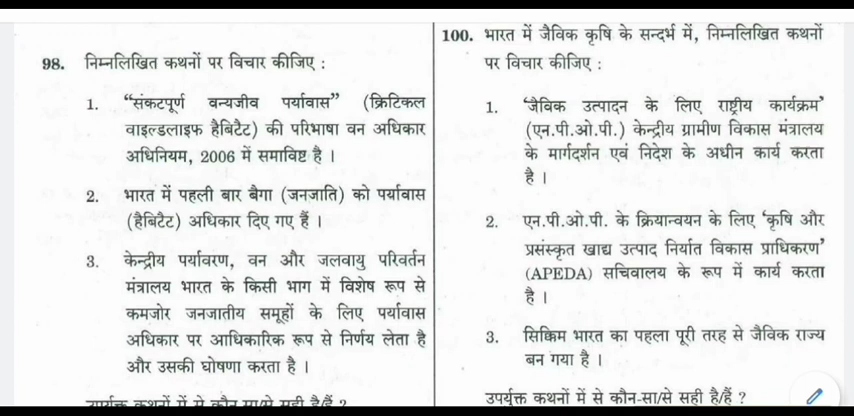 98. निम्नलिखित कथनों पर विचार कीजिए :
1. “संकटपूर्ण वन्यजीव पर्यावास” (क्रिटिकल
वाइल्डलाइफ हैबिटैट) की परिभाषा वन अधिकार
अधिनियम, 2006 में समाविष्ट है ।
2. भारत में पहली बार बैगा (जनजाति) को पर्यावास
(हैबिटैट) अधिकार दिए गए हैं ।
3. केन्द्रीय पर्यावरण, वन और जलवायु परिवर्तन
मंत्रालय भारत के किसी भाग में विशेष रूप से
कमजोर जनजातीय समूहों के लिए पर्यावास
अधिकार पर आधिकारिक रूप से निर्णय लेता है
और उसकी घोषणा करता है ।
उपर्युक्त कथनों में से कौन-सा/से सही है/हैं ?
100. भारत में जैविक कृषि के सन्दर्भ में, निम्नलिखित कथनों
पर विचार कीजिए :
1. ‘जैविक उत्पादन के लिए राष्ट्रीय कार्यक्रम’
(एन.पी.ओ.पी.) केन्द्रीय ग्रामीण विकास मंत्रालय
के मार्गदर्शन एवं निदेश के अधीन कार्य करता
है ।
2. एन.पी.ओ.पी. के क्रियान्वयन के लिए ‘कृषि और
प्रसंस्कृत खाद्य उत्पाद निर्यात विकास प्राधिकरण’
(APEDA) सचिवालय के रूप में कार्य करता
है ।
3. सिक्किम भारत का पहला पूरी तरह से जैविक राज्य
बन गया है ।
उपर्युक्त कथनों में से कौन-सा/से सही है/हैं ?